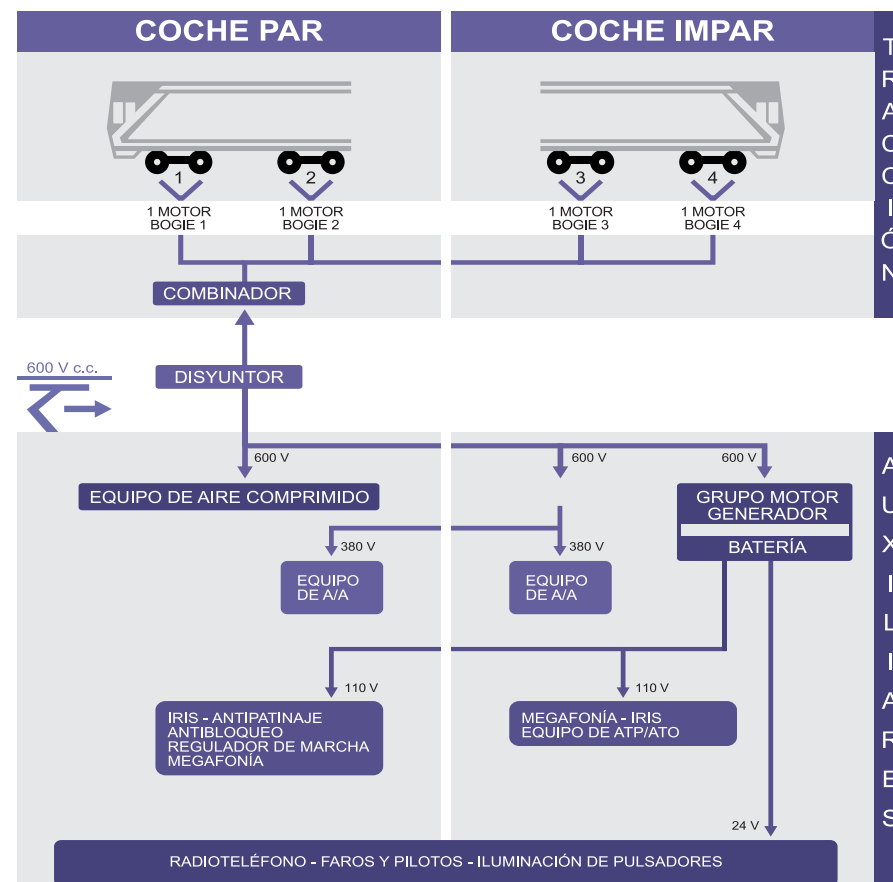 COCHE PAR
COCHE IMPAR
TRACCIÓN
1
2
3
4
1 MOTOR
BOGIE 1
1 MOTOR
BOGIE 2
1 MOTOR
BOGIE 3
1 MOTOR
BOGIE 4
COMBINADOR
600 V c.c.
DISYUNTOR
600 V
600 V
600 V
EQUIPO DE AIRE COMPRIMIDO
GRUPO MOTOR
GENERADOR
BATERÍA
380 V
380 V
EQUIPO
DE A/A
EQUIPO
DE A/A
110 V
110 V
IRIS - ANTIPATINAJE
ANTIBLOQUEO
REGULADOR DE MARCHA
MEGAFONÍA
MEGAFONÍA - IRIS
EQUIPO DE ATP/ATO
AUXILIARES
24 V
RADIOTELÉFONO - FAROS Y PILOTOS - ILUMINACIÓN DE PULSADORES